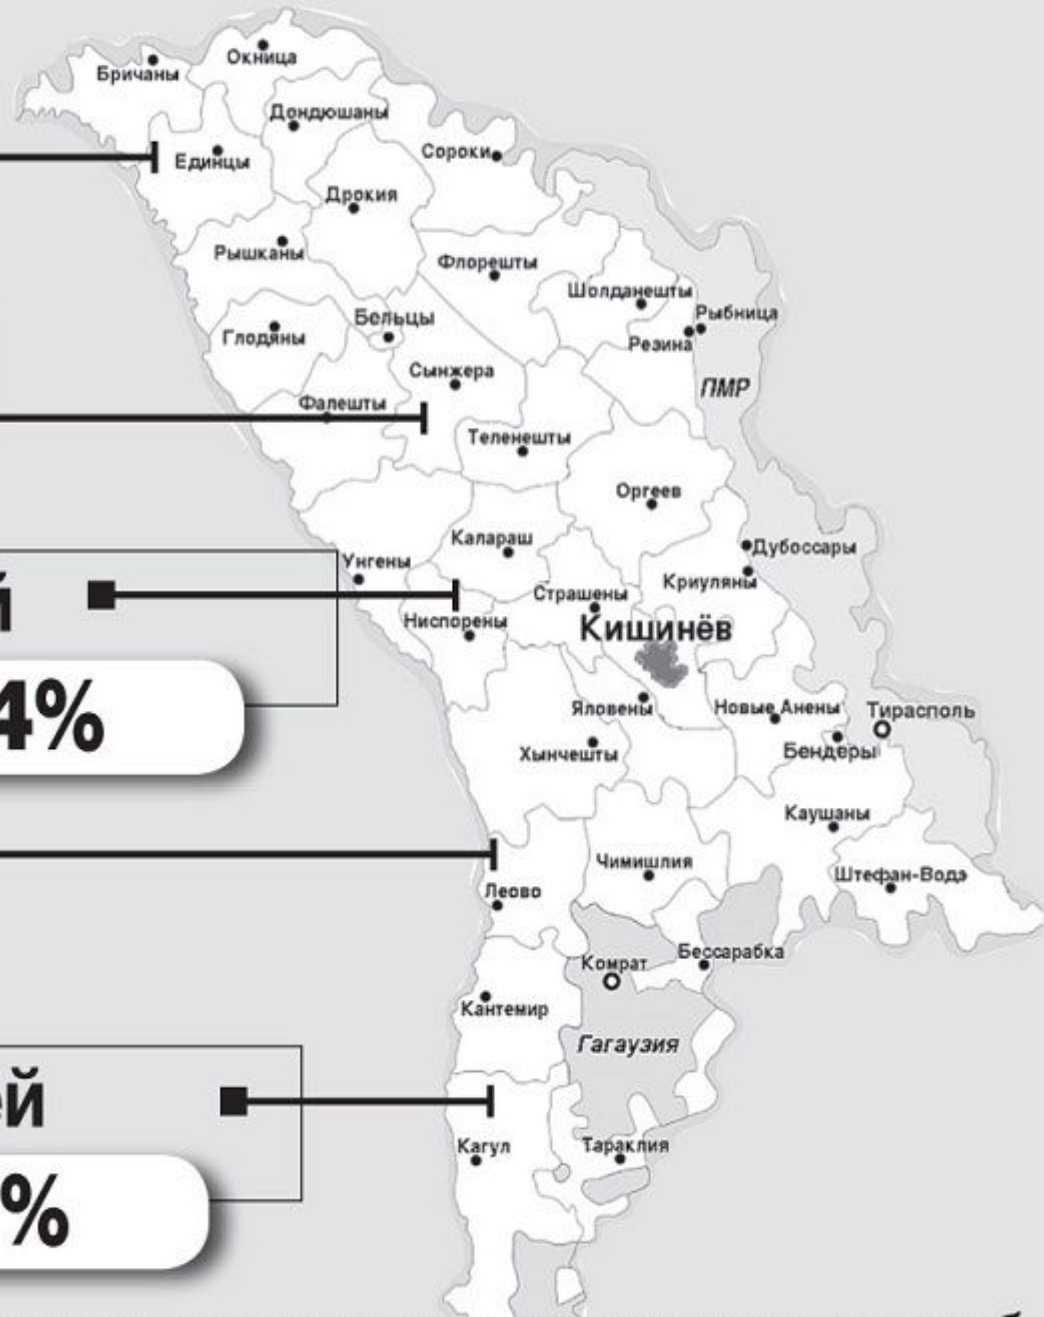 Окница
Бричаны
Дондюшаны
Сороки
Единцы
Дрокия
Рышканы
Флорешты
Шолданешты
Рыбница
Бельцы
Глодяны
Резина
Сынжера
ПМР
Фалешты
Теленешты
Оргеев
Калараш
Дубоссары
Унгены
Криуляны
Страшены
й
Ниспорены
Кишинёв
4%
Яловены
Новые Анены
Тирасполь
Хынчешты
Бендеры
Каушаны
Чимишлия
Штефан-Водэ
Леово
Бессарабка
Комрат
Кантемир
Гагаузия
ей
Кагул
Тараклия
%